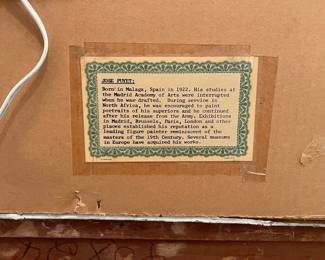 JOSE PUYET:
Born in Malaga, Spain in 1922. His studies at
the Madrid Academy of Arts were interrupted
when he was drafted. During service in
North Africa, he was encouraged to paint
portraits of his superiors and he continued
after his release from the Army. Exhibitions
in Madrid, Brussels, Paris, London and other
places established his reputation as a
leading figure painter reminescent of the
masters of the 19th Century. Several museums
in Europe have acquired his works.